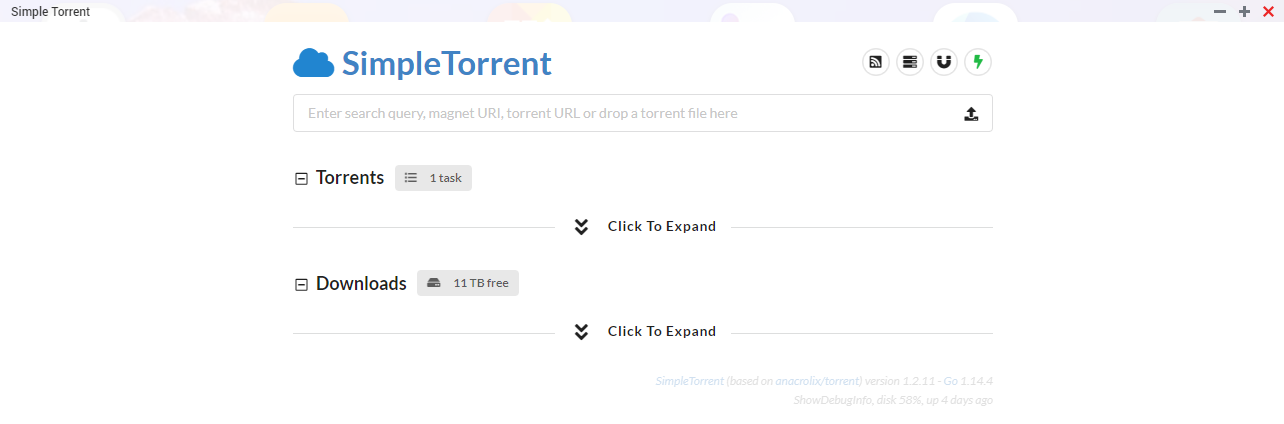 Simple Torrent
SimpleTorrent
Enter search query, magnet URI, torrent URL or drop a torrent file here
Torrents 1 task
Click To Expand
Downloads 11 TB free
Click To Expand
SimpleTorrent (based on anacrolix/torrent) version 1.2.11 - Go 1.14.4
ShowDebugInfo, disk 58%, up 4 days ago